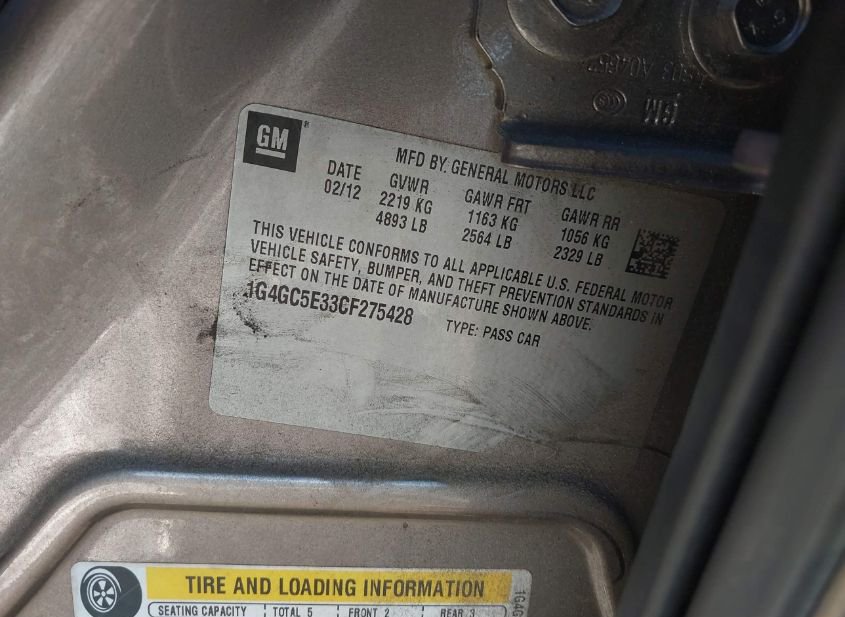 GM
MFD BY GENERAL MOTORS LLC
DATE GVWR GAWR FRT GAWR RR
02/12 2219 KG 1163 KG 1056 KG
4893 LB 2564 LB 2329 LB
THIS VEHICLE CONFORMS TO ALL APPLICABLE U.S. FEDERAL MOTOR
VEHICLE SAFETY, BUMPER, AND THEFT PREVENTION STANDARDS IN
EFFECT ON THE DATE OF MANUFACTURE SHOWN ABOVE.
1G4GC5E33CF275428 TYPE: PASS CAR
GM
TIRE AND LOADING INFORMATION
SEATING CAPACITY TOTAL 5 FRONT 2 REAR 3
1G4G